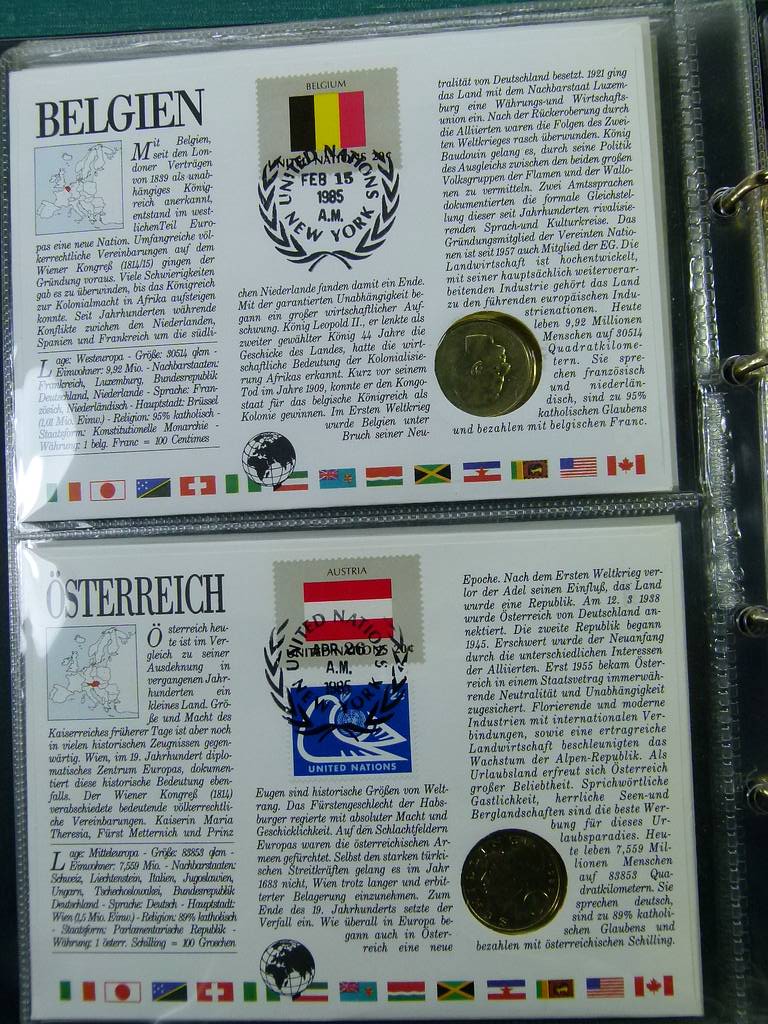 BELGIEN
Mit Belgien,
seit den Lon-
doner Verträgen
von 1839 als unab-
hängiges König-
reich anerkannt,
entstand im west-
lichenTeil Euro-
pas eine neue Nation. Umfangreiche völ-
kerrechtliche Vereinbarungen auf dem
Wiener Kongreß (1814/15) gingen der
Gründung voraus. Viele Schwierigkeiten
gab es zu überwinden, bis das Königreich
zur Kolonialmacht in Afrika aufsteigen
konnte. Seit Jahrhunderten währende
Konflikte zwichen den Niederlanden,
Spanien und Frankreich um die südli-
Lage: Westeuropa - Größe: 30514 qkm -
Einwohner: 9,92 Mio. - Nachbarstaaten:
Frankreich, Luxemburg, Bundesrepublik
Deutschland, Niederlande - Sprache: Fran-
zösisch, Niederländisch - Hauptstadt: Brüssel
(1,01 Mio. Einw.) - Religion: 95% katholisch -
Staatsform: Konstitutionelle Monarchie -
Währung: 1 belg. Franc = 100 Centimes
BELGIUM
UNITED NATIONS 20c
UNITED NATIONS
FEB 15
1985
A.M.
NEW YORK
chen Niederlande fanden damit ein Ende.
Mit der garantierten Unabhängigkeit be-
gann ein großer wirtschaftlicher Auf-
schwung. König Leopold II., er lenkte als
zweiter gewählter König 44 Jahre die
Geschicke des Landes, hatte die wirt-
schaftliche Bedeutung der Kolonialisie-
rung Afrikas erkannt. Kurz vor seinem
Tod im Jahre 1909, konnte er den Kongo-
staat für das belgische Königreich als
Kolonie gewinnen. Im Ersten Weltkrieg
wurde Belgien unter
Bruch seiner Neu-
tralität von Deutschland besetzt. 1921 ging
das Land mit dem Nachbarstaat Luxem-
burg eine Währungs-und Wirtschafts-
union ein. Nach der Rückeroberung durch
die Alliierten waren die Folgen des Zwei-
ten Weltkrieges rasch überwunden. König
Baudouin gelang es, durch seine Politik
des Ausgleichs zwischen den beiden großen
Volksgruppen der Flamen und der Wallo-
nen zu vermitteln. Zwei Amtssprachen
dokumentierten die formale Gleichstel-
lung dieser seit Jahrhunderten rivalisie-
renden Sprach-und Kulturkreise. Das
Gründungsmitglied der Vereinten Natio-
nen ist seit 1957 auch Mitglied der EG. Die
Landwirtschaft ist hochentwickelt,
mit seiner hauptsächlich weiterverar-
beitenden Industrie gehört das Land
zu den führenden europäischen Indu-
strienationen. Heute
leben 9,92 Millionen
Menschen auf 30514
Quadratkilome-
tern. Sie spre-
chen französisch
und niederlän-
disch, sind zu 95%
katholischen Glaubens
und bezahlen mit belgischen Franc.
ÖSTERREICH
Österreich heu-
te ist im Ver-
gleich zu seiner
Ausdehnung in
vergangenen Jahr-
hunderten ein
kleines Land. Grö-
ße und Macht des
Kaiserreiches früherer Tage ist aber noch
in vielen historischen Zeugnissen gegen-
wärtig. Wien, im 19. Jahrhundert diplo-
matisches Zentrum Europas, dokumen-
tiert diese historische Bedeutung eben-
falls. Der Wiener Kongreß (1814)
verabschiedete bedeutende völkerrechtli-
che Vereinbarungen. Kaiserin Maria
Theresia, Fürst Metternich und Prinz
Lage: Mitteleuropa - Größe: 83853 qkm -
Einwohner: 7,559 Mio. - Nachbarstaaten:
Schweiz, Liechtenstein, Italien, Jugoslawien,
Ungarn, Tschechoslowakei, Bundesrepublik
Deutschland - Sprache: Deutsch - Hauptstadt:
Wien (1,5 Mio. Einw.) - Religion: 89% katholisch
- Staatsform: Parlamentarische Republik -
Währung: 1 österr. Schilling = 100 Groschen
AUSTRIA
UNITED NATIONS 20c
UNITED NATIONS
APR 26
A.M.
1985
NEW YORK
UNITED NATIONS
Eugen sind historische Größen von Welt-
rang. Das Fürstengeschlecht der Habs-
burger regierte mit absoluter Macht und
Geschicklichkeit. Auf den Schlachtfeldern
Europas waren die österreichischen Ar-
meen gefürchtet. Selbst den starken türki-
schen Streitkräften gelang es im Jahr
1683 nicht, Wien trotz langer und erbit-
terter Belagerung einzunehmen. Zum
Ende des 19. Jahrhunderts setzte der
Verfall ein. Wie überall in Europa be-
gann auch in Öster-
reich eine neue
Epoche. Nach dem Ersten Weltkrieg ver-
lor der Adel seinen Einfluß, das Land
wurde eine Republik. Am 12. 3 1938
wurde Österreich von Deutschland an-
nektiert. Die zweite Republik begann
1945. Erschwert wurde der Neuanfang
durch die unterschiedlichen Interessen
der Alliierten. Erst 1955 bekam Öster-
reich in einem Staatsvetrag immerwäh-
rende Neutralität und Unabhängigkeit
zugesichert. Florierende und moderne
Industrien mit internationalen Ver-
bindungen, sowie eine ertragreiche
Landwirtschaft beschleunigten das
Wachstum der Alpen-Republik. Als
Urlaubsland erfreut sich Österreich
großer Beliebtheit. Sprichwörtliche
Gastlichkeit, herrliche Seen-und
Berglandschaften sind die beste Wer-
bung für dieses Ur-
laubsparadies. Heu-
te leben 7,559 Mil-
lionen Menschen
auf 83853 Qua-
dratkilometern. Sie
sprechen deutsch,
sind zu 89% katholi-
schen Glaubens und
bezahlen mit österreichischen Schilling.